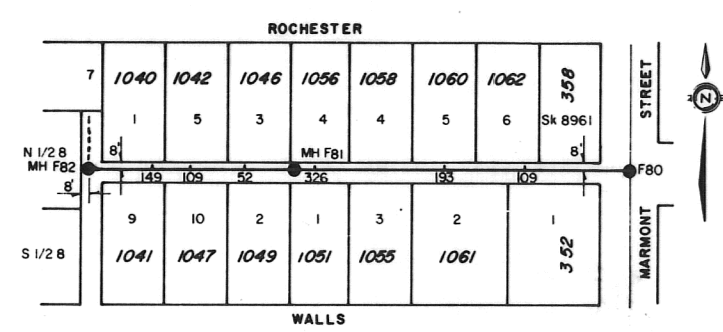 ROCHESTER
7 1040 1042 1046 1056 1058 1060 1062 358
1 5 3 4 4 5 6 Sk 8961
STREET
N
N 1/2 8 8' MH F81 8'
MH F82 149 109 52 326 193 109 F80
8'
9 10 2 1 3 2 1
S 1/2 8 1041 1047 1049 1051 1055 1061 352
MARMONT
WALLS